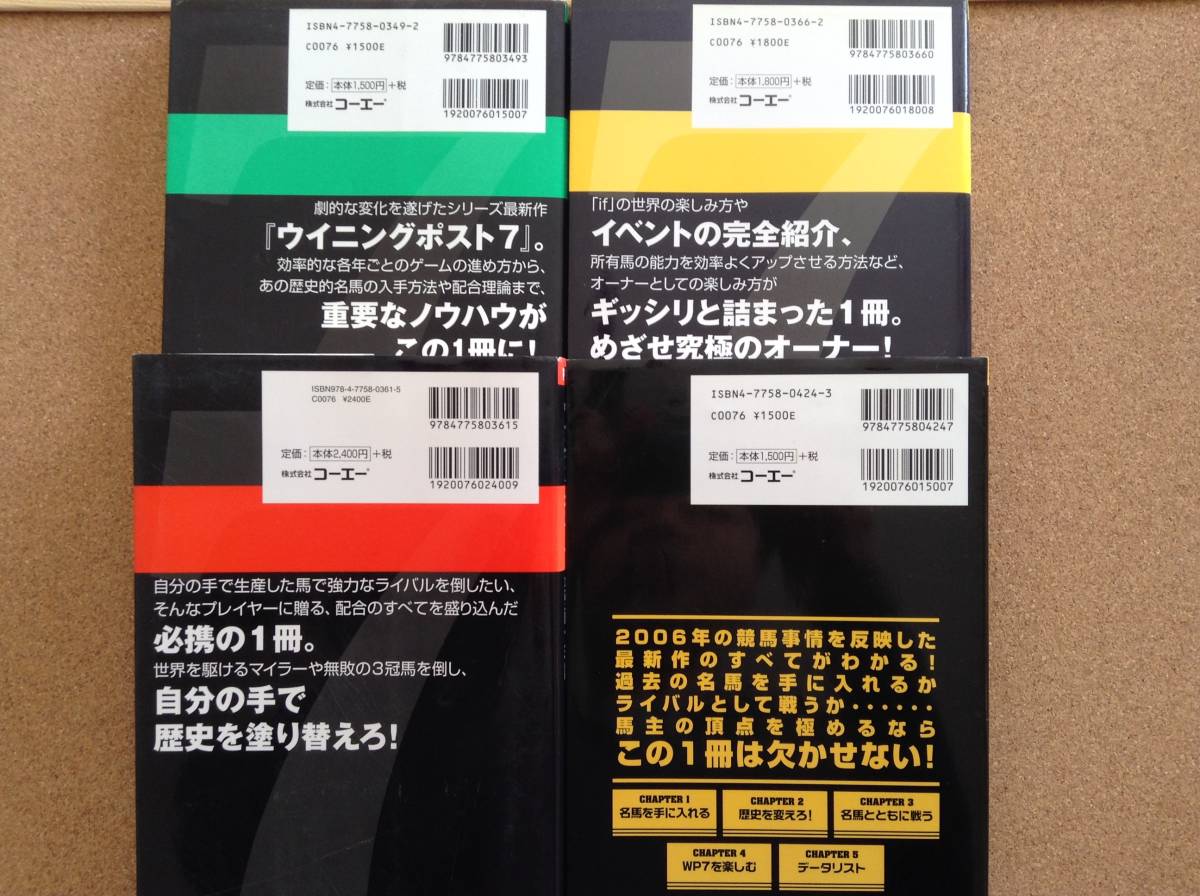 ISBN4-7758-0349-2
C0076 ¥1500E
9784775803493
定価：本体1,500円＋税
株式会社コーエー®
1920076015007
劇的な変化を遂げたシリーズ最新作
『ウイニングポスト7』。
効率的な各年ごとのゲームの進め方から、
あの歴史的名馬の入手方法や配合理論まで、
重要なノウハウが
この1冊に！
ISBN4-7758-0366-2
C0076 ¥1800E
9784775803660
定価：本体1,800円＋税
株式会社コーエー®
1920076018008
「if」の世界の楽しみ方や
イベントの完全紹介、
所有馬の能力を効率よくアップさせる方法など、
オーナーとしての楽しみ方が
ギッシリと詰まった1冊。
めざせ究極のオーナー！
ISBN978-4-7758-0361-5
C0076 ¥2400E
9784775803615
定価：本体2,400円＋税
株式会社コーエー®
1920076024009
自分の手で生産した馬で強力なライバルを倒したい、
そんなプレイヤーに贈る、配合のすべてを盛り込んだ
必携の1冊。
世界を駆けるマイラーや無敗の3冠馬を倒し、
自分の手で
歴史を塗り替えろ！
ISBN4-7758-0424-3
C0076 ¥1500E
9784775804247
定価：本体1,500円＋税
株式会社コーエー®
1920076015007
2006年の競馬事情を反映した
最新作のすべてがわかる！
過去の名馬を手に入れるか
ライバルとして戦うか・・・・・・
馬主の頂点を極めるなら
この1冊は欠かせない！
CHAPTER 1
名馬を手に入れる
CHAPTER 2
歴史を変えろ！
CHAPTER 3
名馬とともに戦う
CHAPTER 4
WP7を楽しむ
CHAPTER 5
データリスト